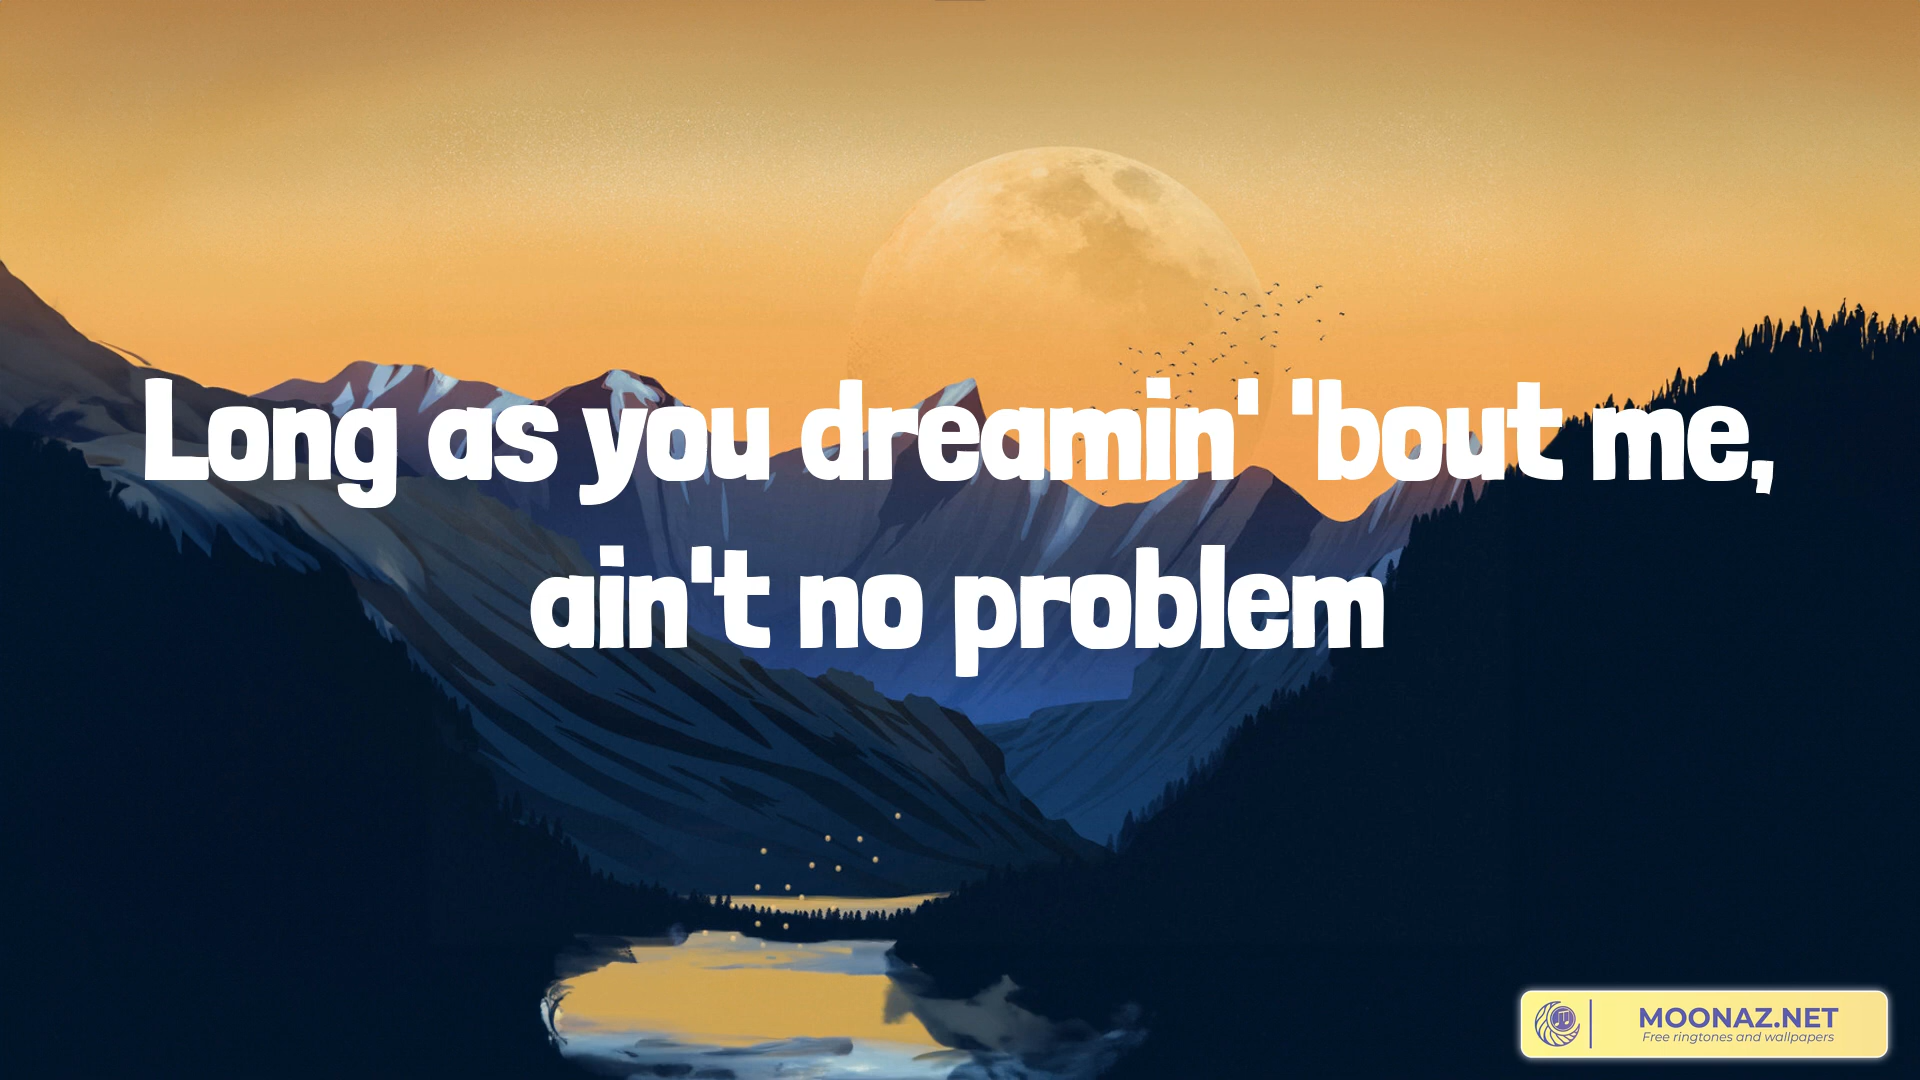 Long as you dreamin' 'bout me,
ain't no problem
MOONAZ.NET
Free ringtones and wallpapers